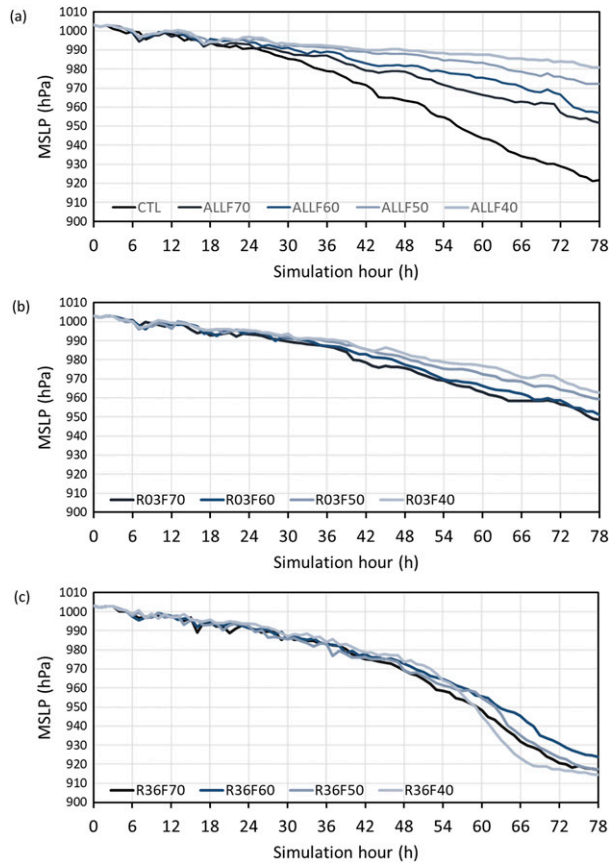 (a)
1010
1000
990
980
970
960
950
940
930
920
910
900
MSLP (hPa)
CTL ALLF70 ALLF60 ALLF50 ALLF40
0 6 12 18 24 30 36 42 48 54 60 66 72 78
Simulation hour (h)
(b)
1010
1000
990
980
970
960
950
940
930
920
910
900
MSLP (hPa)
R03F70 R03F60 R03F50 R03F40
0 6 12 18 24 30 36 42 48 54 60 66 72 78
Simulation hour (h)
(c)
1010
1000
990
980
970
960
950
940
930
920
910
900
MSLP (hPa)
R36F70 R36F60 R36F50 R36F40
0 6 12 18 24 30 36 42 48 54 60 66 72 78
Simulation hour (h)